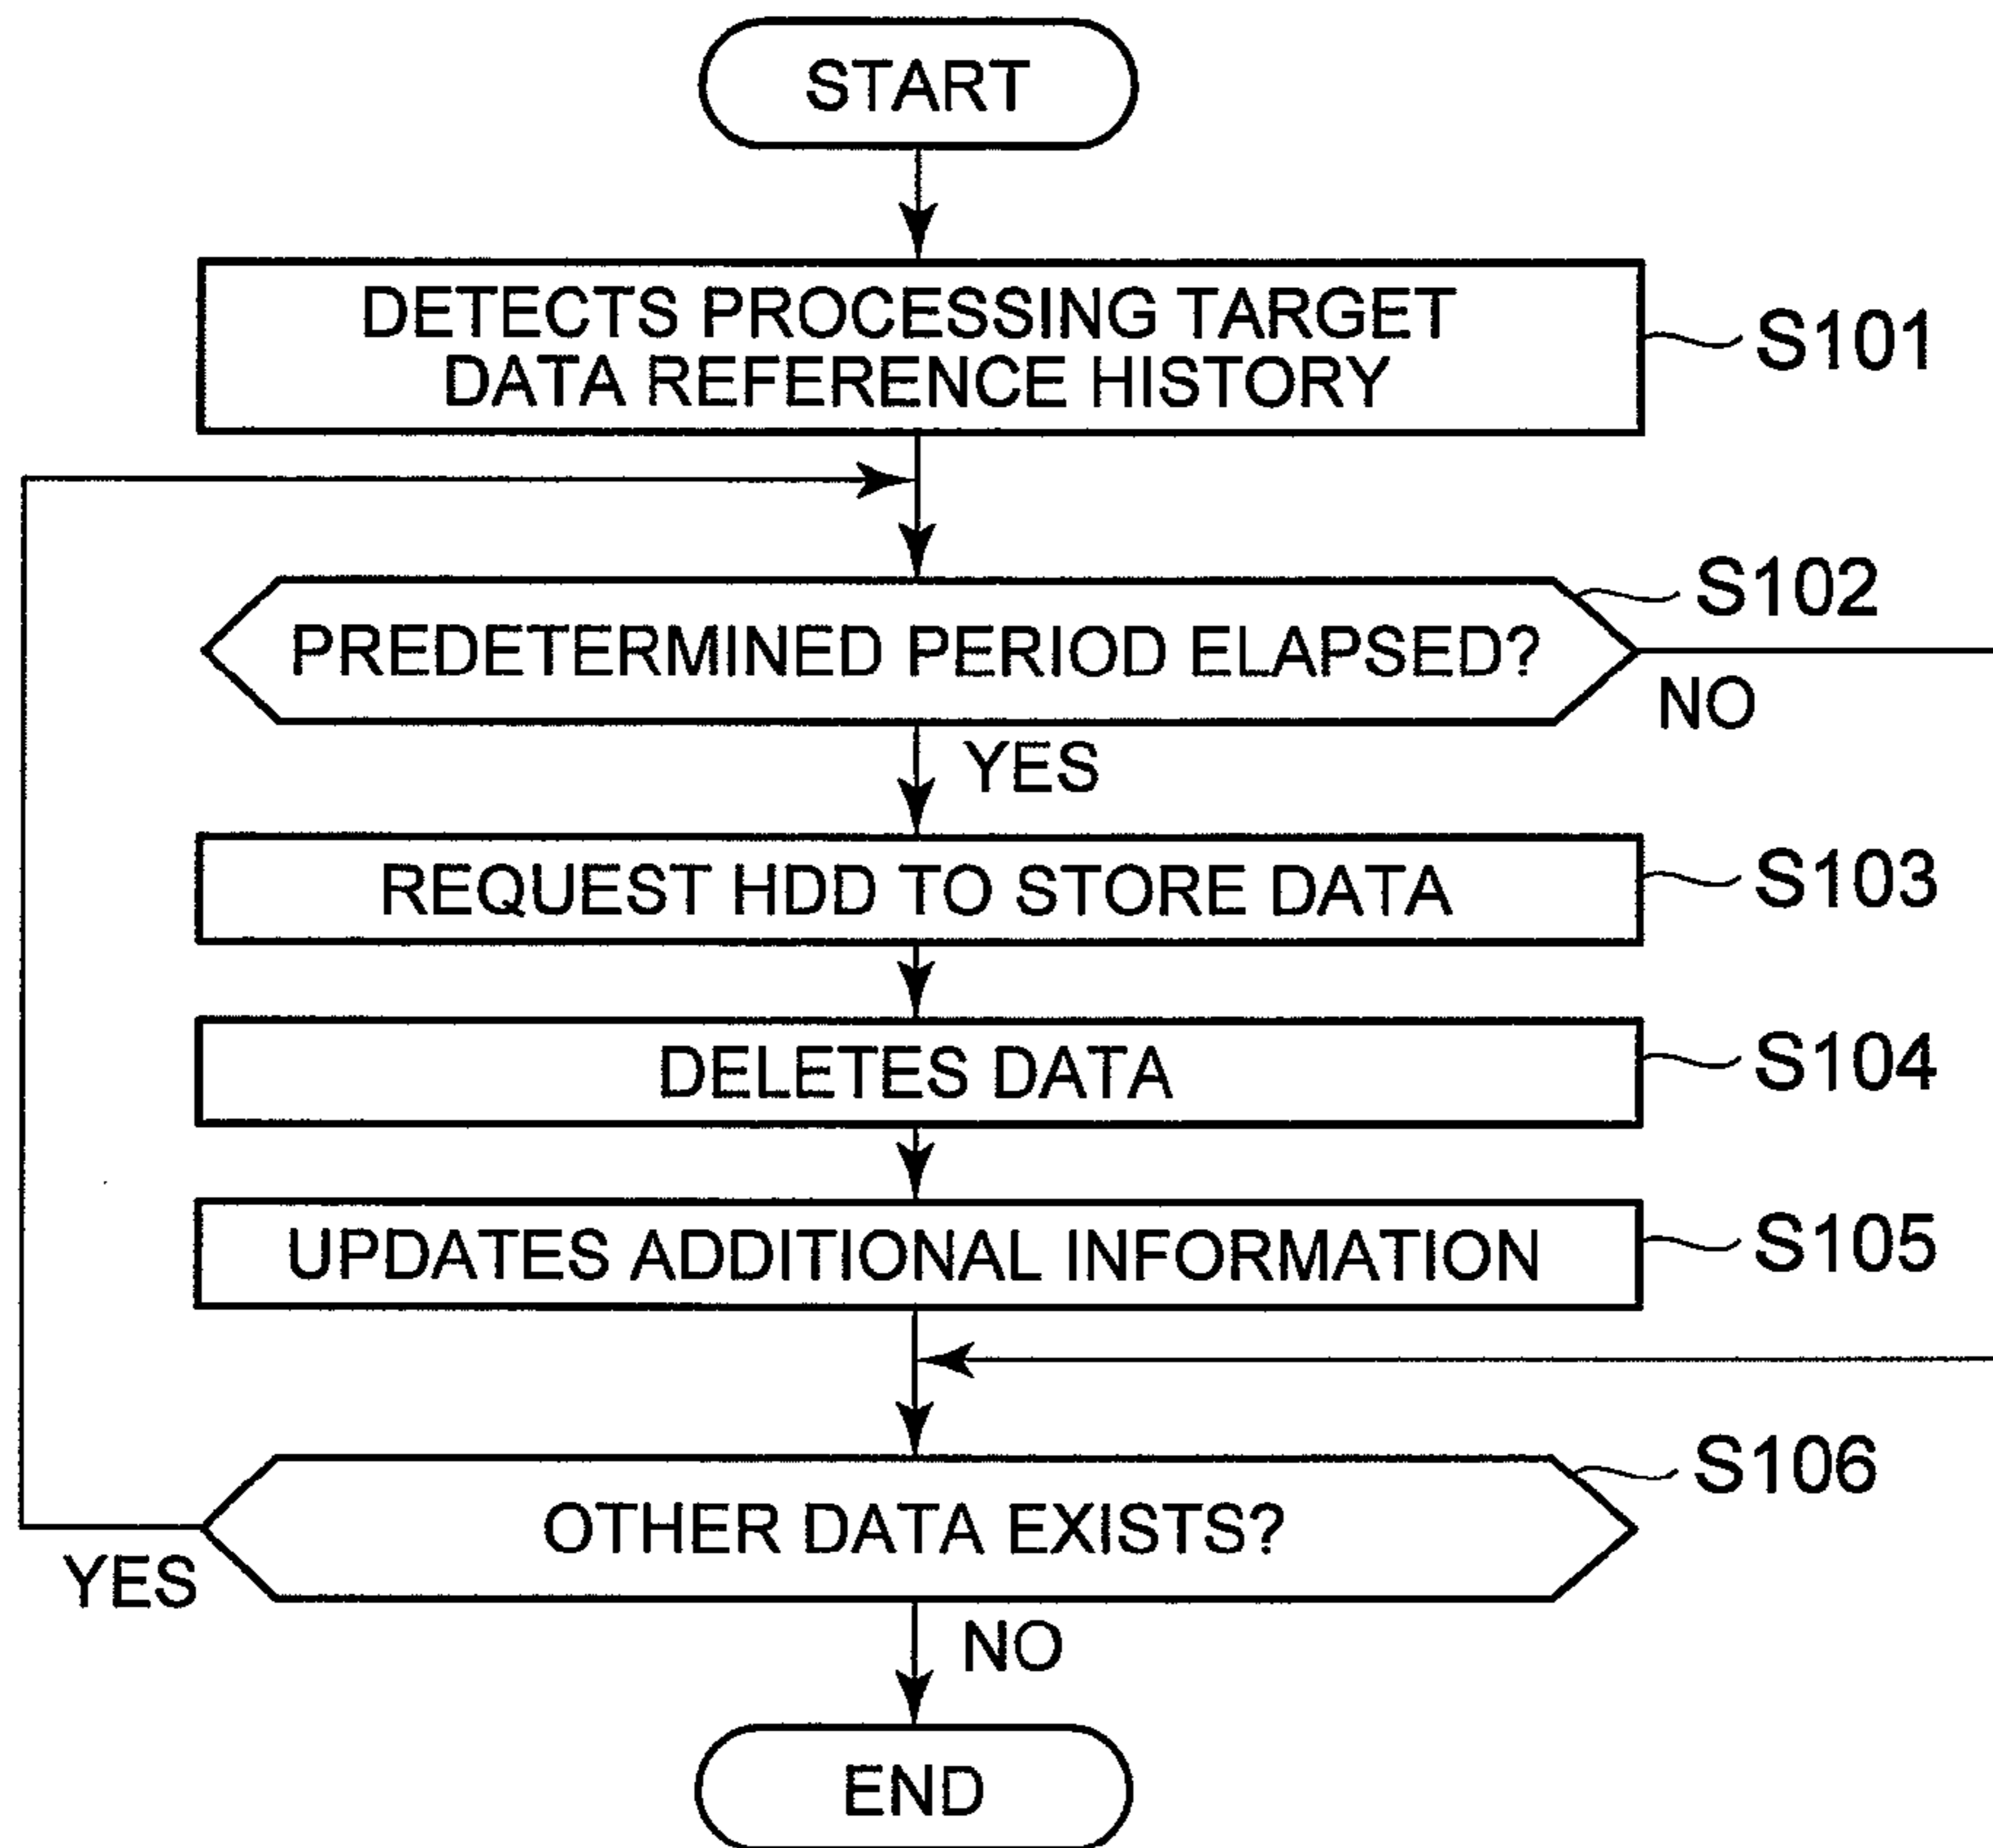 START
DETECTS PROCESSING TARGET
DATA REFERENCE HISTORY
S101
S102
PREDETERMINED PERIOD ELAPSED?
NO
YES
REQUEST HDD TO STORE DATA
S103
DELETES DATA
S104
UPDATES ADDITIONAL INFORMATION
S105
S106
OTHER DATA EXISTS?
YES
NO
END